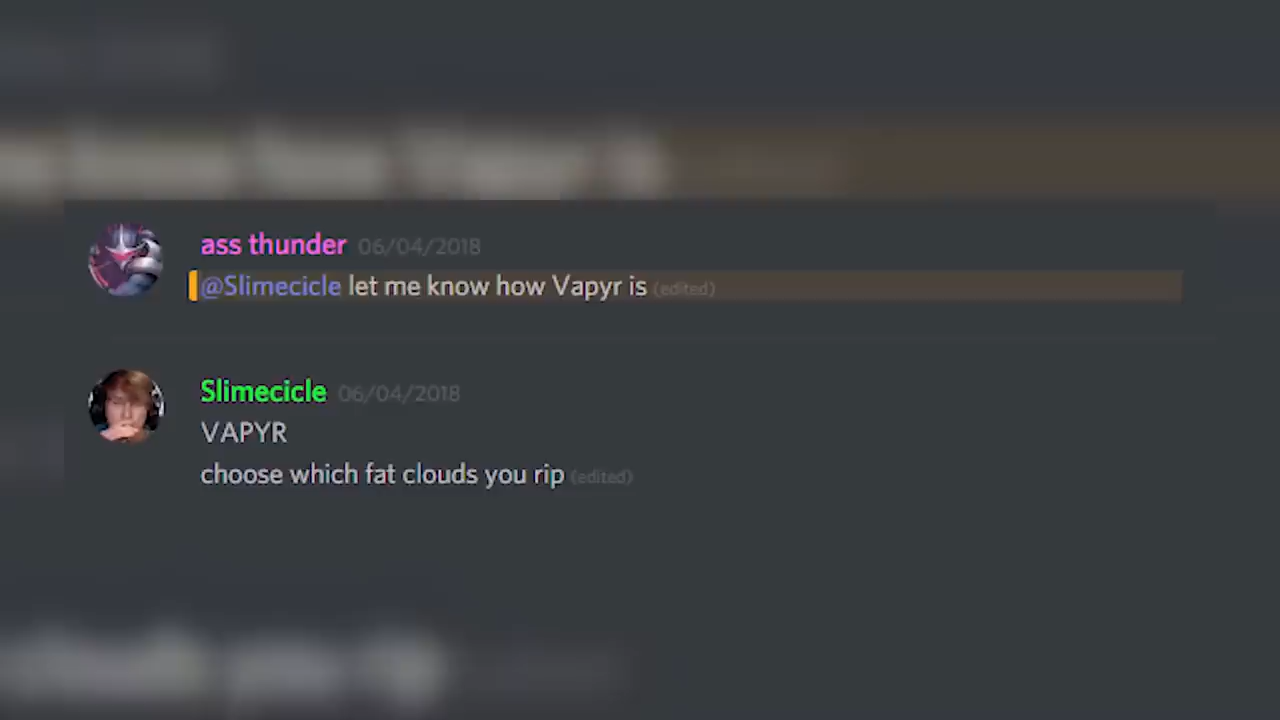 ass thunder 06/04/2018
@Slimecicle let me know how Vapyr is (edited)
Slimecicle 06/04/2018
VAPYR
choose which fat clouds you rip (edited)